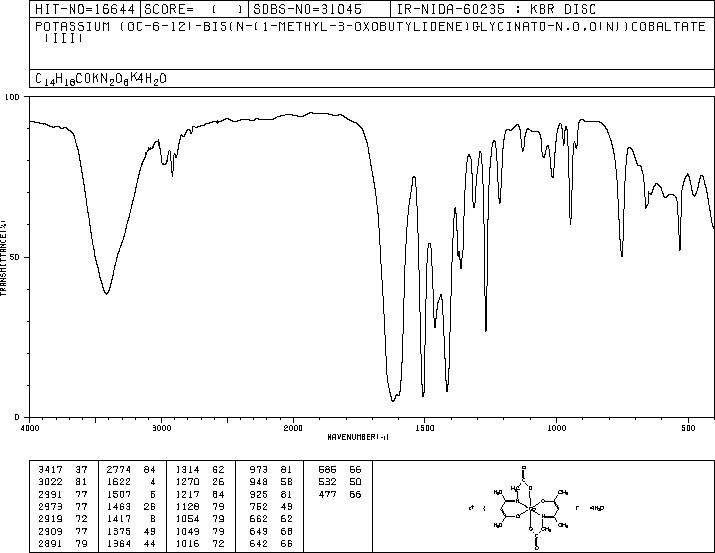 HIT-NO=16644 SCORE= ( ) SDBS-NO=31045 IR-NIDA-60235 : KBR DISC
POTASSIUM (OC-6-12)-BIS(N-(1-METHYL-3-OXOBUTYLIDENE)GLYCINATO-N,O,O(N))COBALTATE
(III)
C14H18COKN2O6K4H2O
100
50
0
TRANSMITTANCE(%)
4000 3000 2000 1500 1000 500
WAVENUMBER(-1)
3417 37 2774 84 1314 62 973 81 586 66
3022 81 1622 4 1270 26 948 58 532 50
2991 77 1507 6 1217 64 925 81 477 66
2973 77 1463 26 1128 79 752 49
2919 72 1417 8 1054 79 662 62
2909 77 1375 49 1049 79 649 68
2891 79 1364 44 1016 72 642 66
4H2O